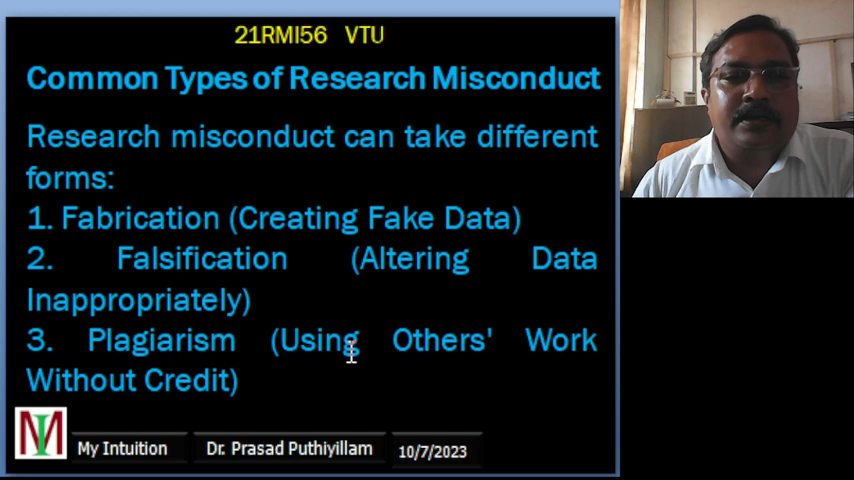 21RMI56 VTU
Common Types of Research Misconduct
Research misconduct can take different
forms:
1. Fabrication (Creating Fake Data)
2. Falsification (Altering Data
Inappropriately)
3. Plagiarism (Using Others' Work
Without Credit)
MI
My Intuition
Dr. Prasad Puthiyillam
10/7/2023